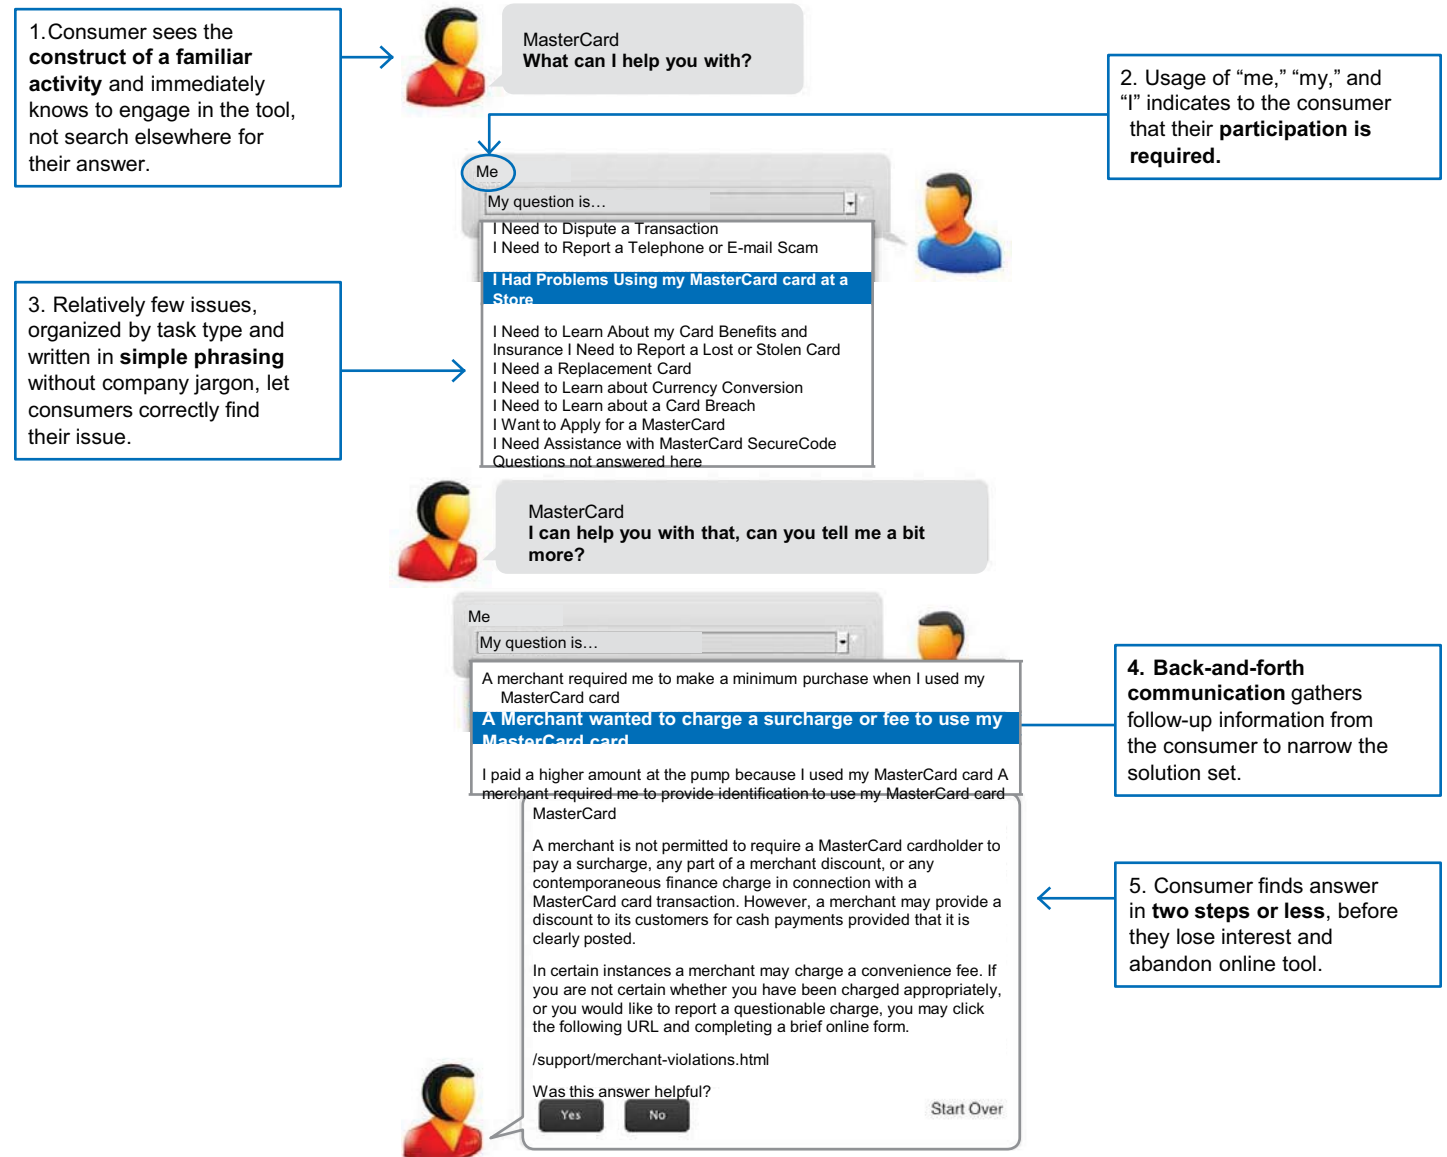 1.Consumer sees the
construct of a familiar
activity and immediately
knows to engage in the tool,
not search elsewhere for
their answer.
MasterCard
What can I help you with?
2. Usage of “me,” “my,” and
“I” indicates to the consumer
that their participation is
required.
Me
My question is…
I Need to Dispute a Transaction
I Need to Report a Telephone or E-mail Scam
I Had Problems Using my MasterCard card at a
Store
I Need to Learn About my Card Benefits and
Insurance I Need to Report a Lost or Stolen Card
I Need a Replacement Card
I Need to Learn about Currency Conversion
I Need to Learn about a Card Breach
I Want to Apply for a MasterCard
I Need Assistance with MasterCard SecureCode
Questions not answered here
3. Relatively few issues,
organized by task type and
written in simple phrasing
without company jargon, let
consumers correctly find
their issue.
MasterCard
I can help you with that, can you tell me a bit
more?
Me
My question is…
A merchant required me to make a minimum purchase when I used my
MasterCard card
A Merchant wanted to charge a surcharge or fee to use my
MasterCard card
I paid a higher amount at the pump because I used my MasterCard card A
merchant required me to provide identification to use my MasterCard card
4. Back-and-forth
communication gathers
follow-up information from
the consumer to narrow the
solution set.
MasterCard
A merchant is not permitted to require a MasterCard cardholder to
pay a surcharge, any part of a merchant discount, or any
contemporaneous finance charge in connection with a
MasterCard card transaction. However, a merchant may provide a
discount to its customers for cash payments provided that it is
clearly posted.
In certain instances a merchant may charge a convenience fee. If
you are not certain whether you have been charged appropriately,
or you would like to report a questionable charge, you may click
the following URL and completing a brief online form.
/support/merchant-violations.html
Was this answer helpful?
Yes
No
Start Over
5. Consumer finds answer
in two steps or less, before
they lose interest and
abandon online tool.